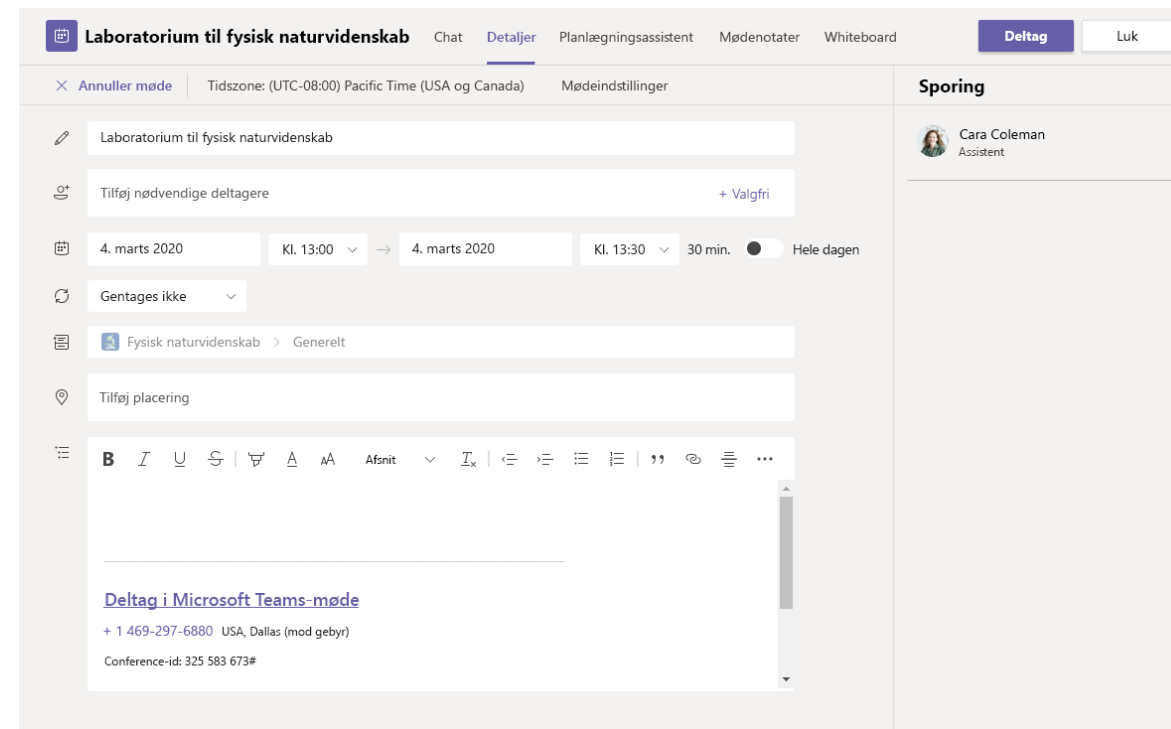 Laboratorium til fysisk naturvidenskab Chat Detaljer Planlægningsassistent Mødenotater Whiteboard Deltag Luk
Annuller møde Tidszone: (UTC-08:00) Pacific Time (USA og Canada) Mødeindstillinger
Sporing
Laboratorium til fysisk naturvidenskab
Cara Coleman
Assistent
Tilføj nødvendige deltagere + Valgfri
4. marts 2020 Kl. 13:00 → 4. marts 2020 Kl. 13:30 30 min. Hele dagen
Gentages ikke
Fysisk naturvidenskab > Generelt
Tilføj placering
B I U S A AA Afsnit Tx
Deltag i Microsoft Teams-møde
+ 1 469-297-6880 USA, Dallas (mod gebyr)
Conference-id: 325 583 673#